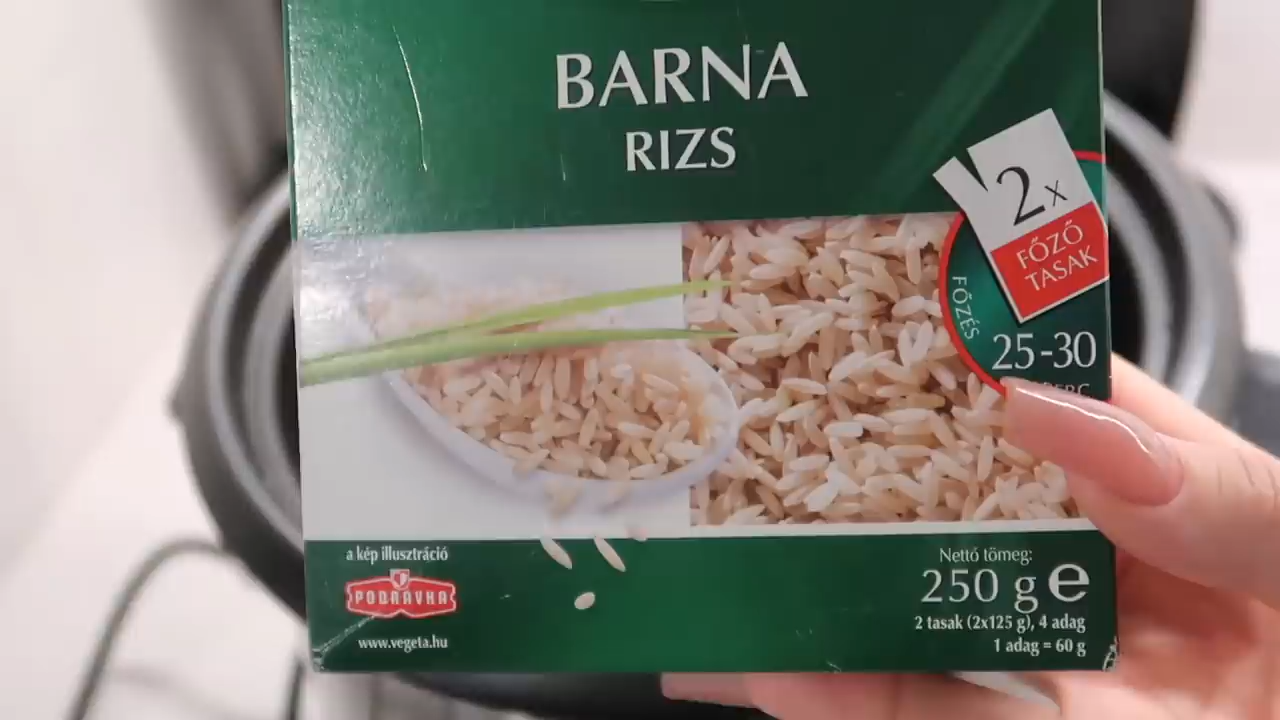 BARNA
RIZS
2x
FŐZŐ
TASAK
FŐZÉS
25-30
a kép illusztráció
PODRAVKA
www.vegeta.hu
Nettó tömeg:
250 g e
2 tasak (2x125 g), 4 adag
1 adag = 60 g